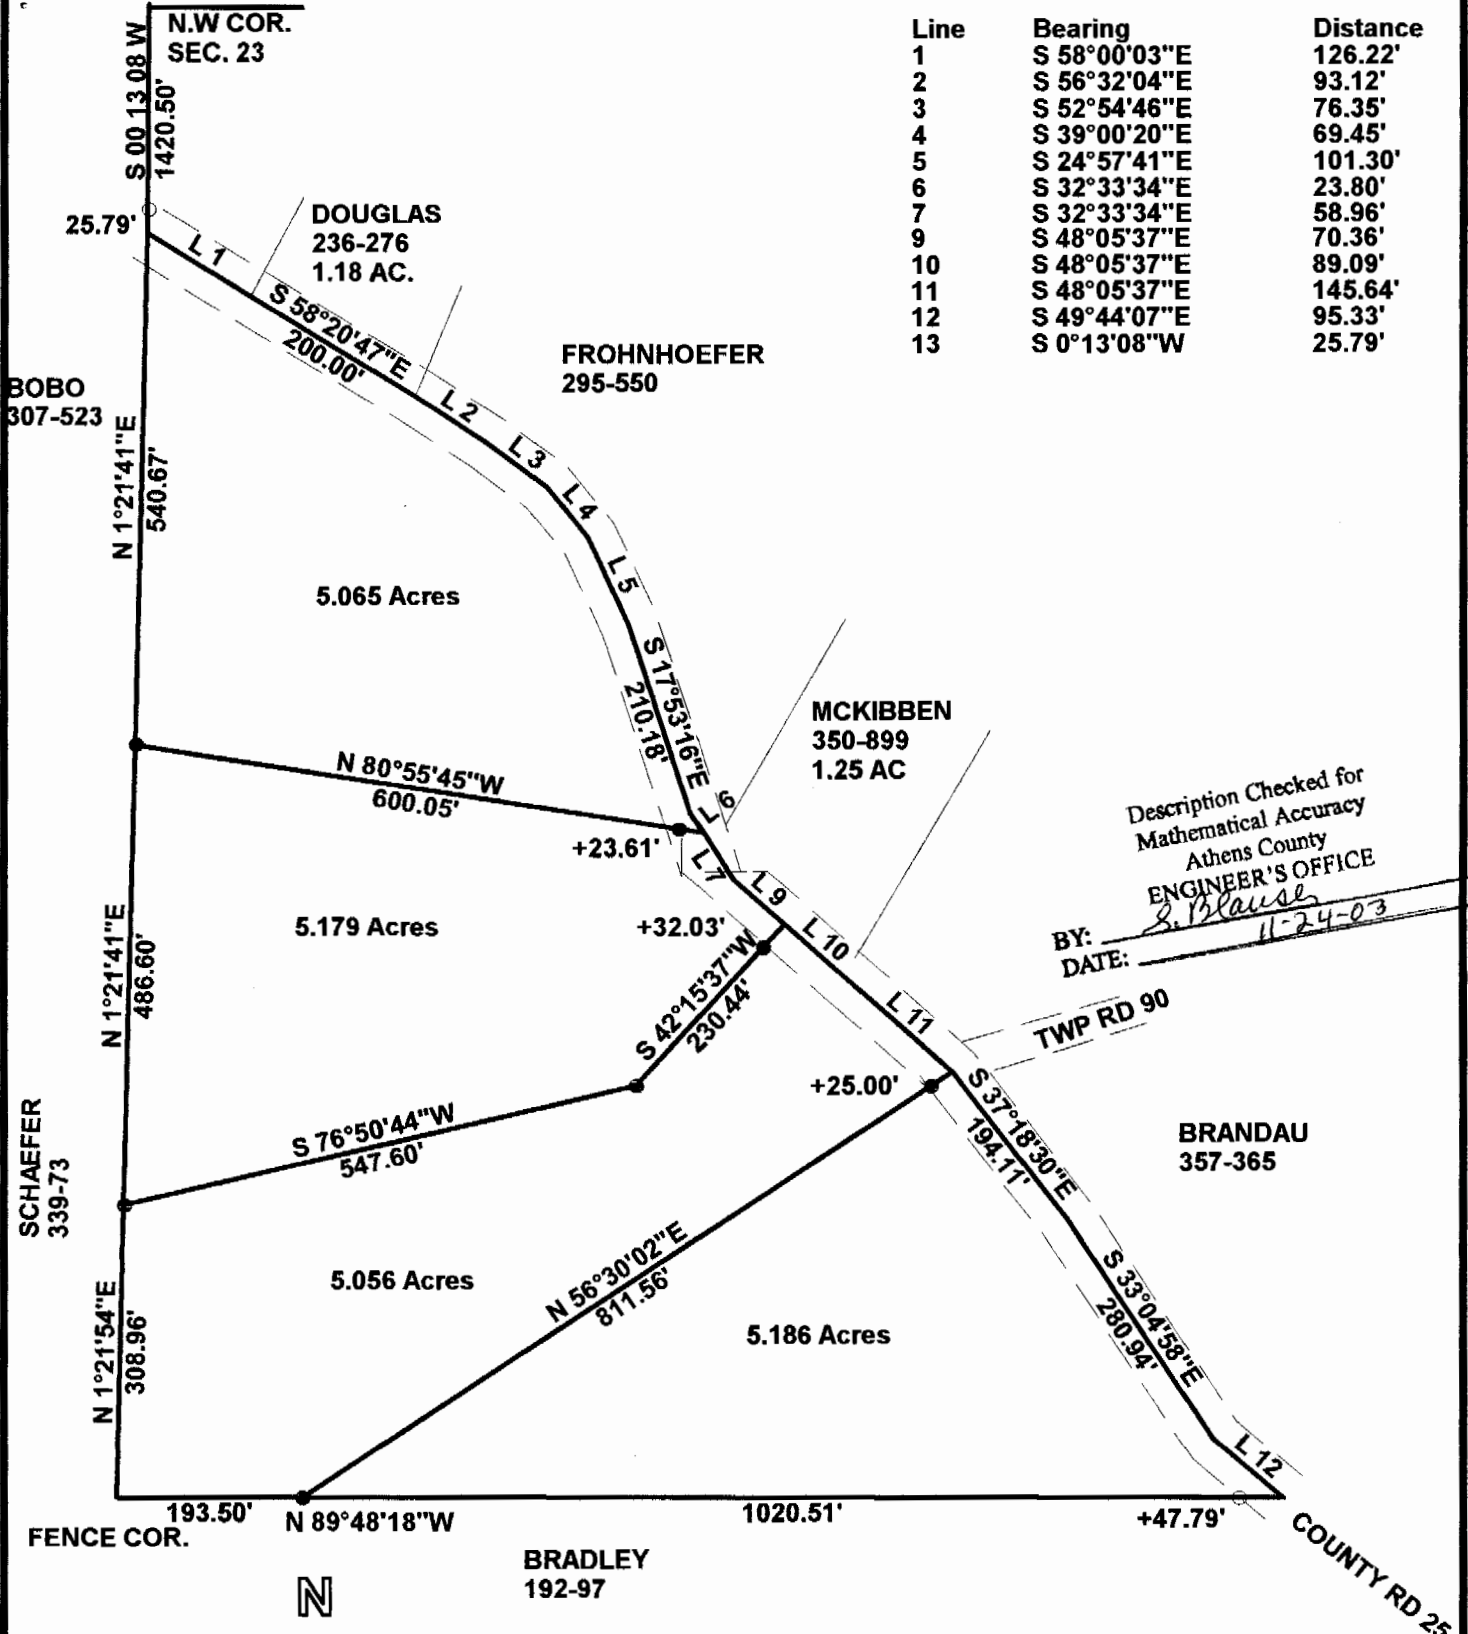 N.W COR.
SEC. 23
S 00 13 08 W
1420.50'
Line Bearing Distance
1 S 58°00'03"E 126.22'
2 S 56°32'04"E 93.12'
3 S 52°54'46"E 76.35'
4 S 39°00'20"E 69.45'
5 S 24°57'41"E 101.30'
6 S 32°33'34"E 23.80'
7 S 32°33'34"E 58.96'
9 S 48°05'37"E 70.36'
10 S 48°05'37"E 89.09'
11 S 48°05'37"E 145.64'
12 S 49°44'07"E 95.33'
13 S 0°13'08"W 25.79'
25.79'
L 1
DOUGLAS
236-276
1.18 AC.
S 58°20'47"E
200.00'
FROHNHOEFER
295-550
BOBO
307-523
L 2
L 3
L 4
L 5
N 1°21'41"E
540.67'
5.065 Acres
S 17°53'16"E
210.18'
MCKIBBEN
350-899
1.25 AC
N 80°55'45"W
600.05'
L 6
+23.61'
L 7
L 9
L 10
L 11
Description Checked for
Mathematical Accuracy
Athens County
ENGINEER'S OFFICE
BY: S. Blauser
DATE: 11-24-03
N 1°21'41"E
486.60'
5.179 Acres
+32.03'
S 42°15'37"W
230.44'
TWP RD 90
+25.00'
S 37°18'30"E
194.11'
BRANDAU
357-365
SCHAEFER
339-73
S 76°50'44"W
547.60'
N 1°21'54"E
308.96'
5.056 Acres
N 56°30'02"E
811.56'
5.186 Acres
S 33°04'58"E
280.94'
L 12
193.50'
N 89°48'18"W
1020.51'
+47.79'
FENCE COR.
BRADLEY
192-97
COUNTY RD 25
N